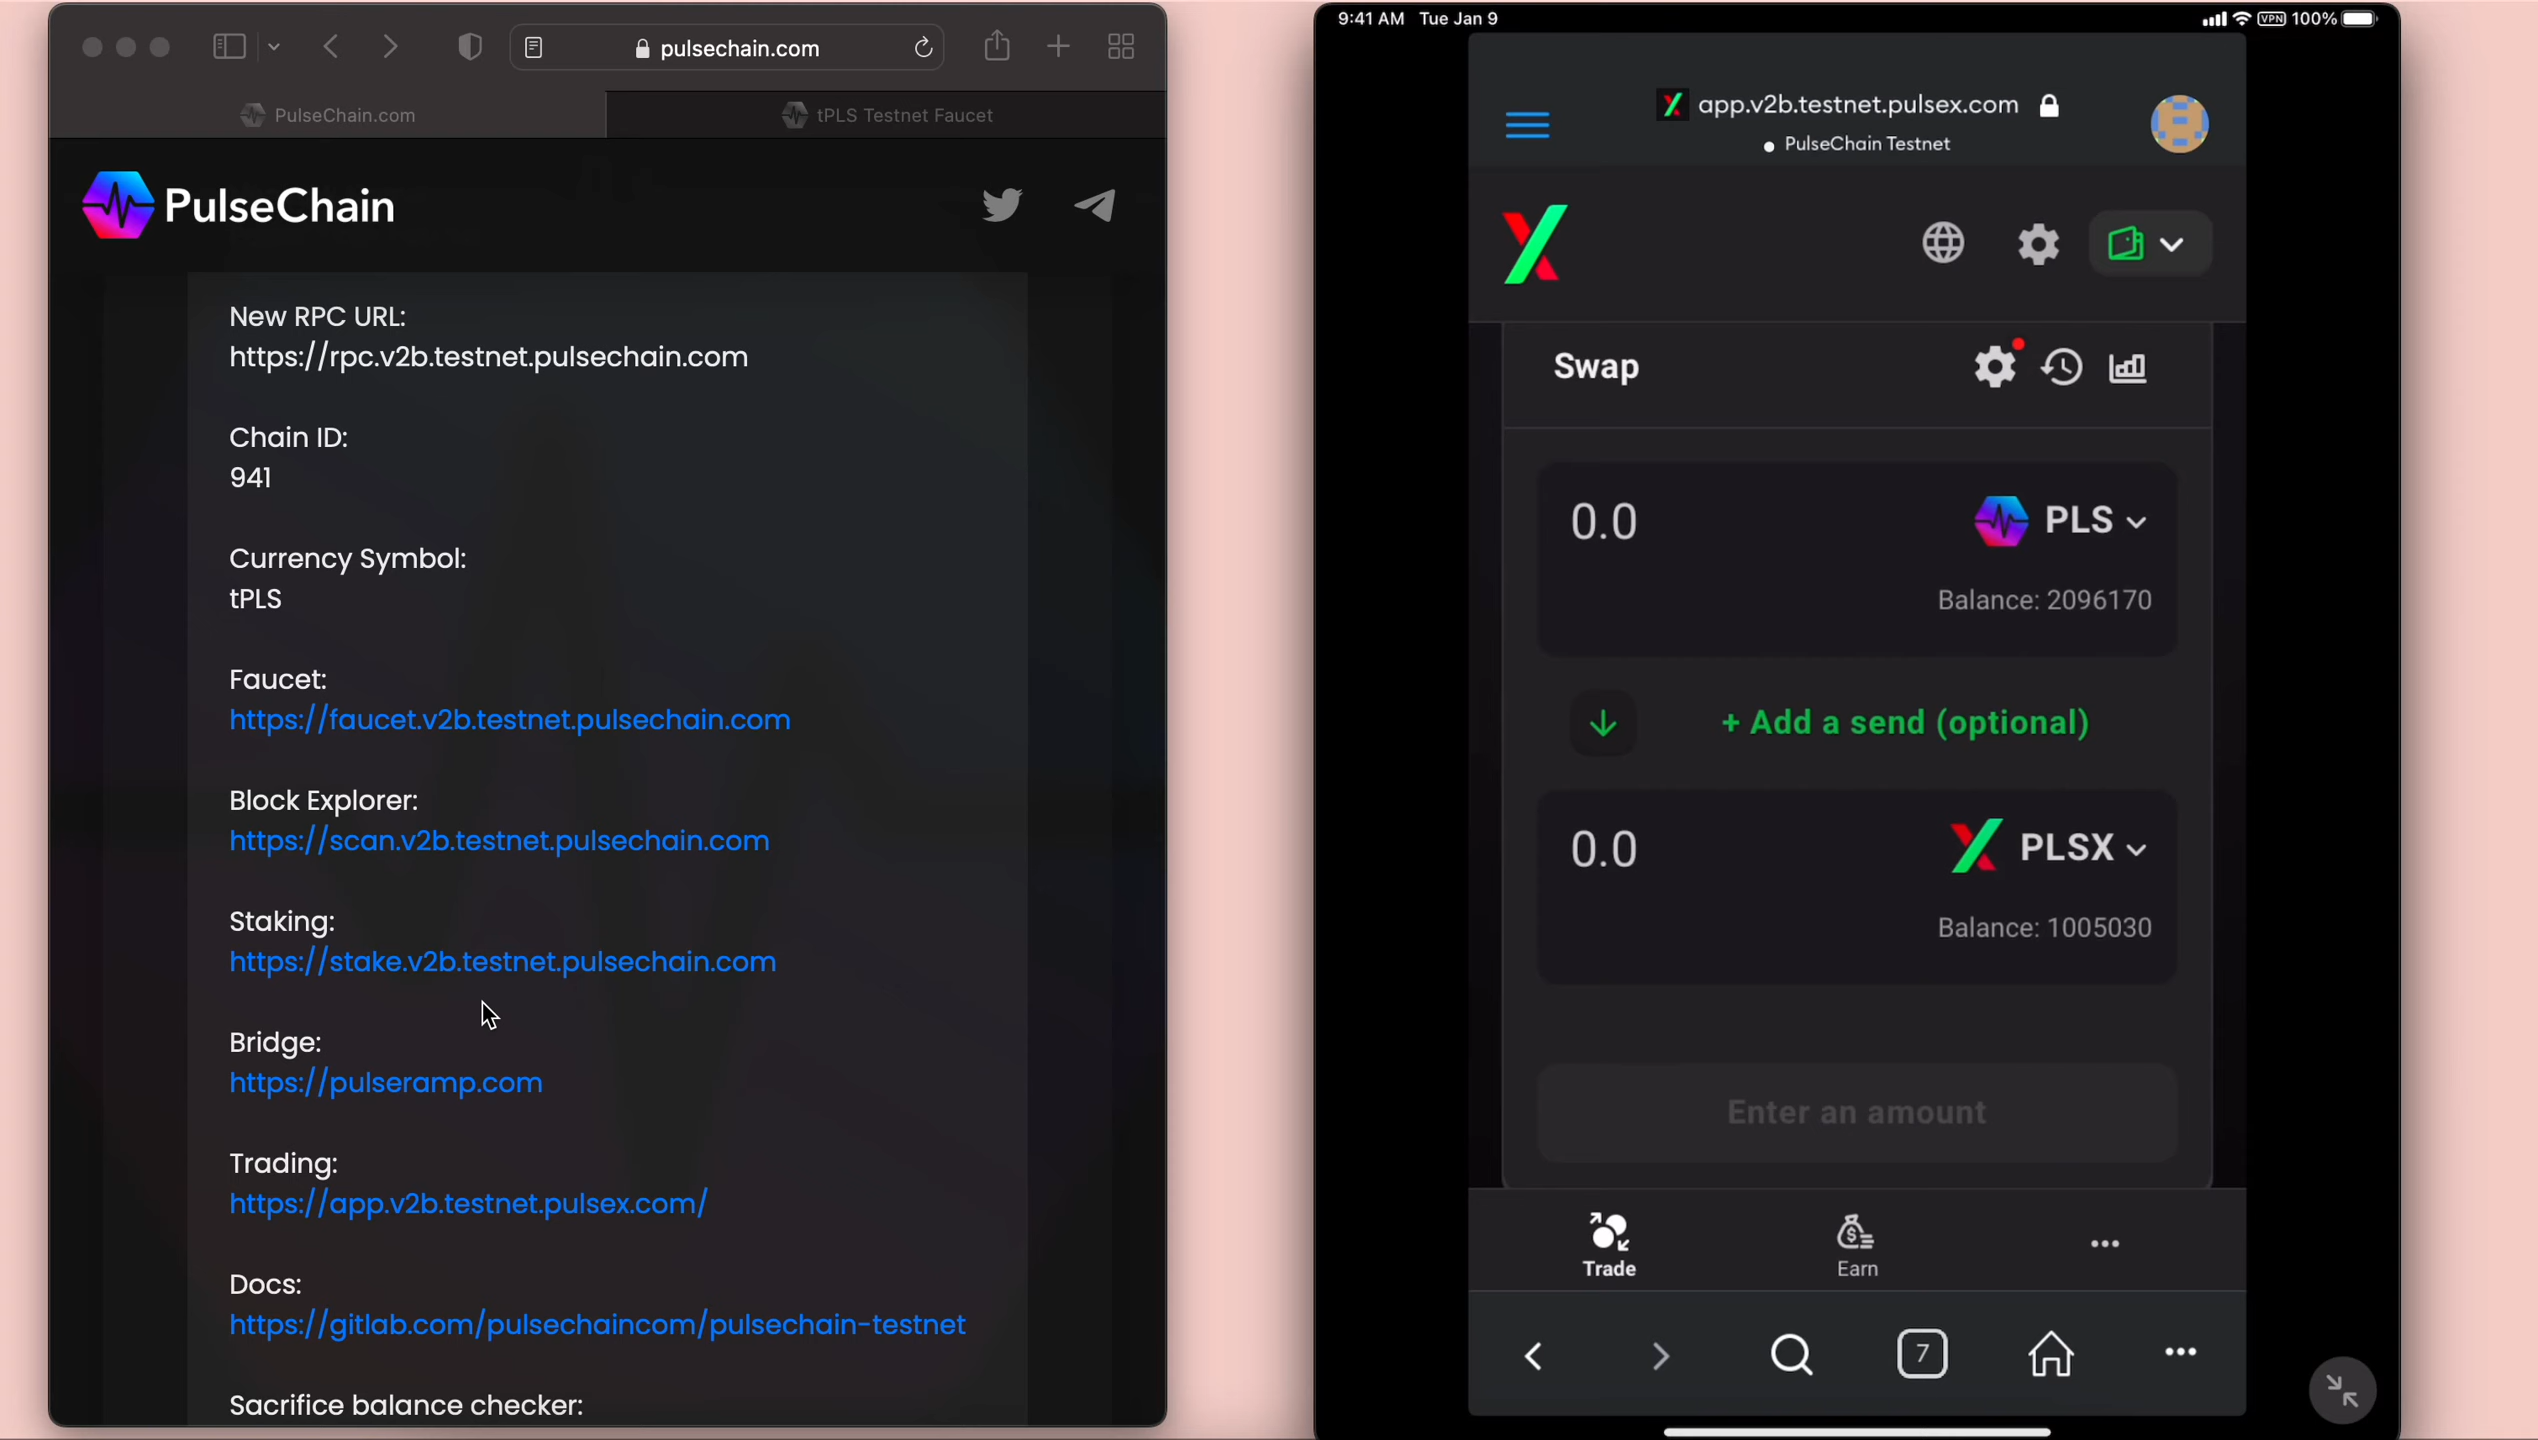 pulsechain.com
PulseChain.com
tPLS Testnet Faucet
PulseChain
New RPC URL:
https://rpc.v2b.testnet.pulsechain.com
Chain ID:
941
Currency Symbol:
tPLS
Faucet:
https://faucet.v2b.testnet.pulsechain.com
Block Explorer:
https://scan.v2b.testnet.pulsechain.com
Staking:
https://stake.v2b.testnet.pulsechain.com
Bridge:
https://pulseramp.com
Trading:
https://app.v2b.testnet.pulsex.com/
Docs:
https://gitlab.com/pulsechaincom/pulsechain-testnet
Sacrifice balance checker:
9:41 AM Tue Jan 9
VPN 100%
app.v2b.testnet.pulsex.com
PulseChain Testnet
Swap
0.0 PLS
Balance: 2096170
+ Add a send (optional)
0.0 PLSX
Balance: 1005030
Enter an amount
Trade Earn
7